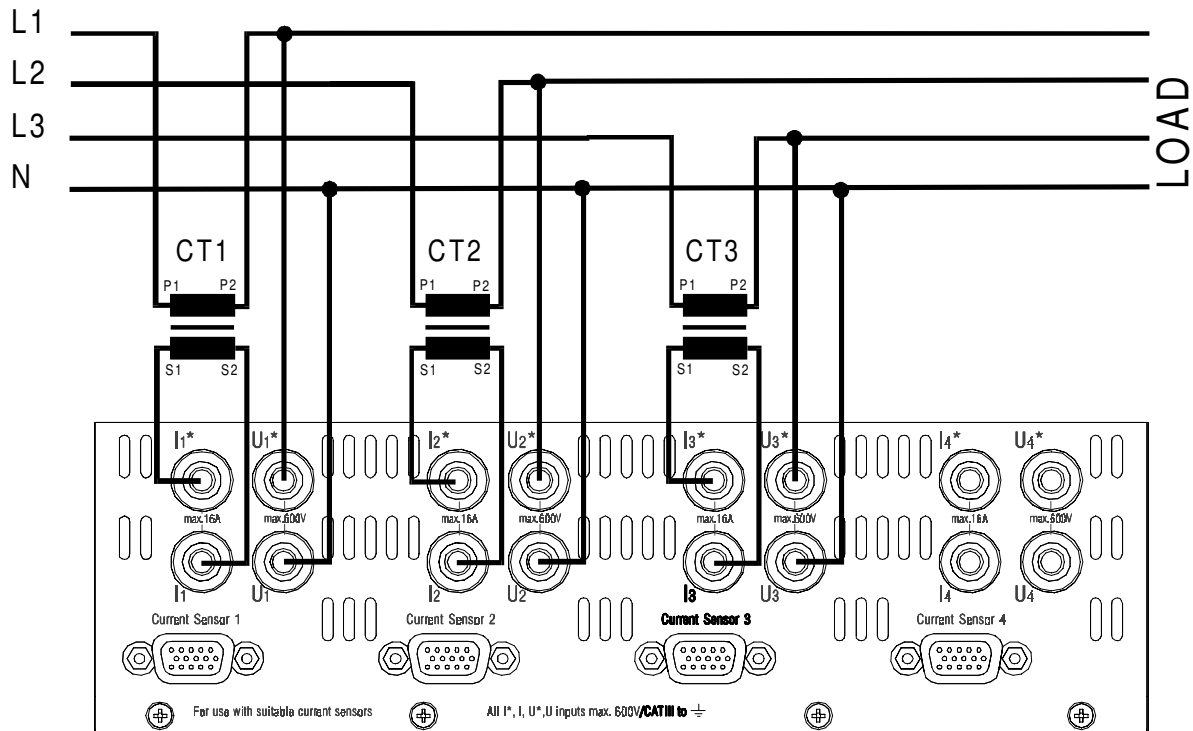 L1
L2
L3
N
LOAD
CT1 CT2 CT3
P1 P2 P1 P2 P1 P2
S1 S2 S1 S2 S1 S2
I1* U1* I2* U2* I3* U3* I4* U4*
max.16A max.600V max.16A max.600V max.16A max.600V max.16A max.600V
I1 U1 I2 U2 I3 U3 I4 U4
Current Sensor 1 Current Sensor 2 Current Sensor 3 Current Sensor 4
For use with suitable current sensors All I*, I, U*,U inputs max. 600V/CATIII to ⏚